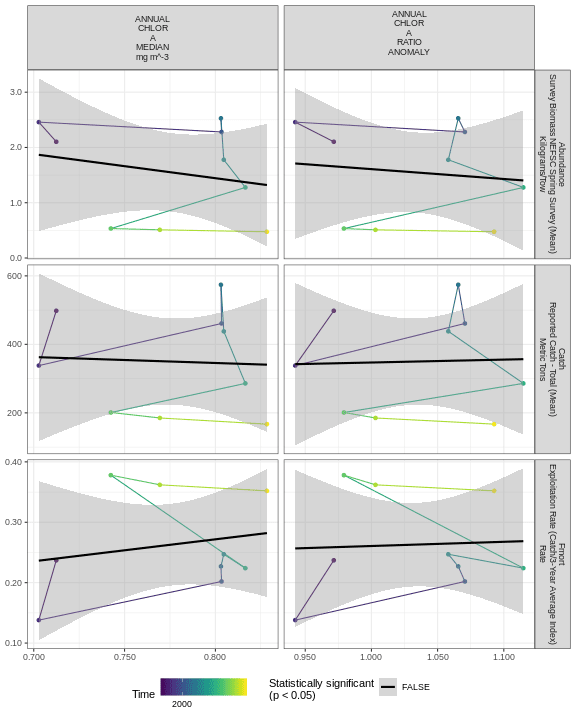 ANNUAL
CHLOR
A
MEDIAN
mg m^-3
ANNUAL
CHLOR
A
RATIO
ANOMALY
3.0
2.0
1.0
0.0
Abundance
Survey Biomass NEFSC Spring Survey (Mean)
Kilograms/Tow
600
400
200
Catch
Reported Catch - Total (Mean)
Metric Tons
0.40
0.30
0.20
0.10
Fmort
Exploitation Rate (Catch/3-Year Average Index)
Rate
0.700
0.750
0.800
0.950
1.000
1.050
1.100
Time
2000
Statistically significant
(p < 0.05)
FALSE